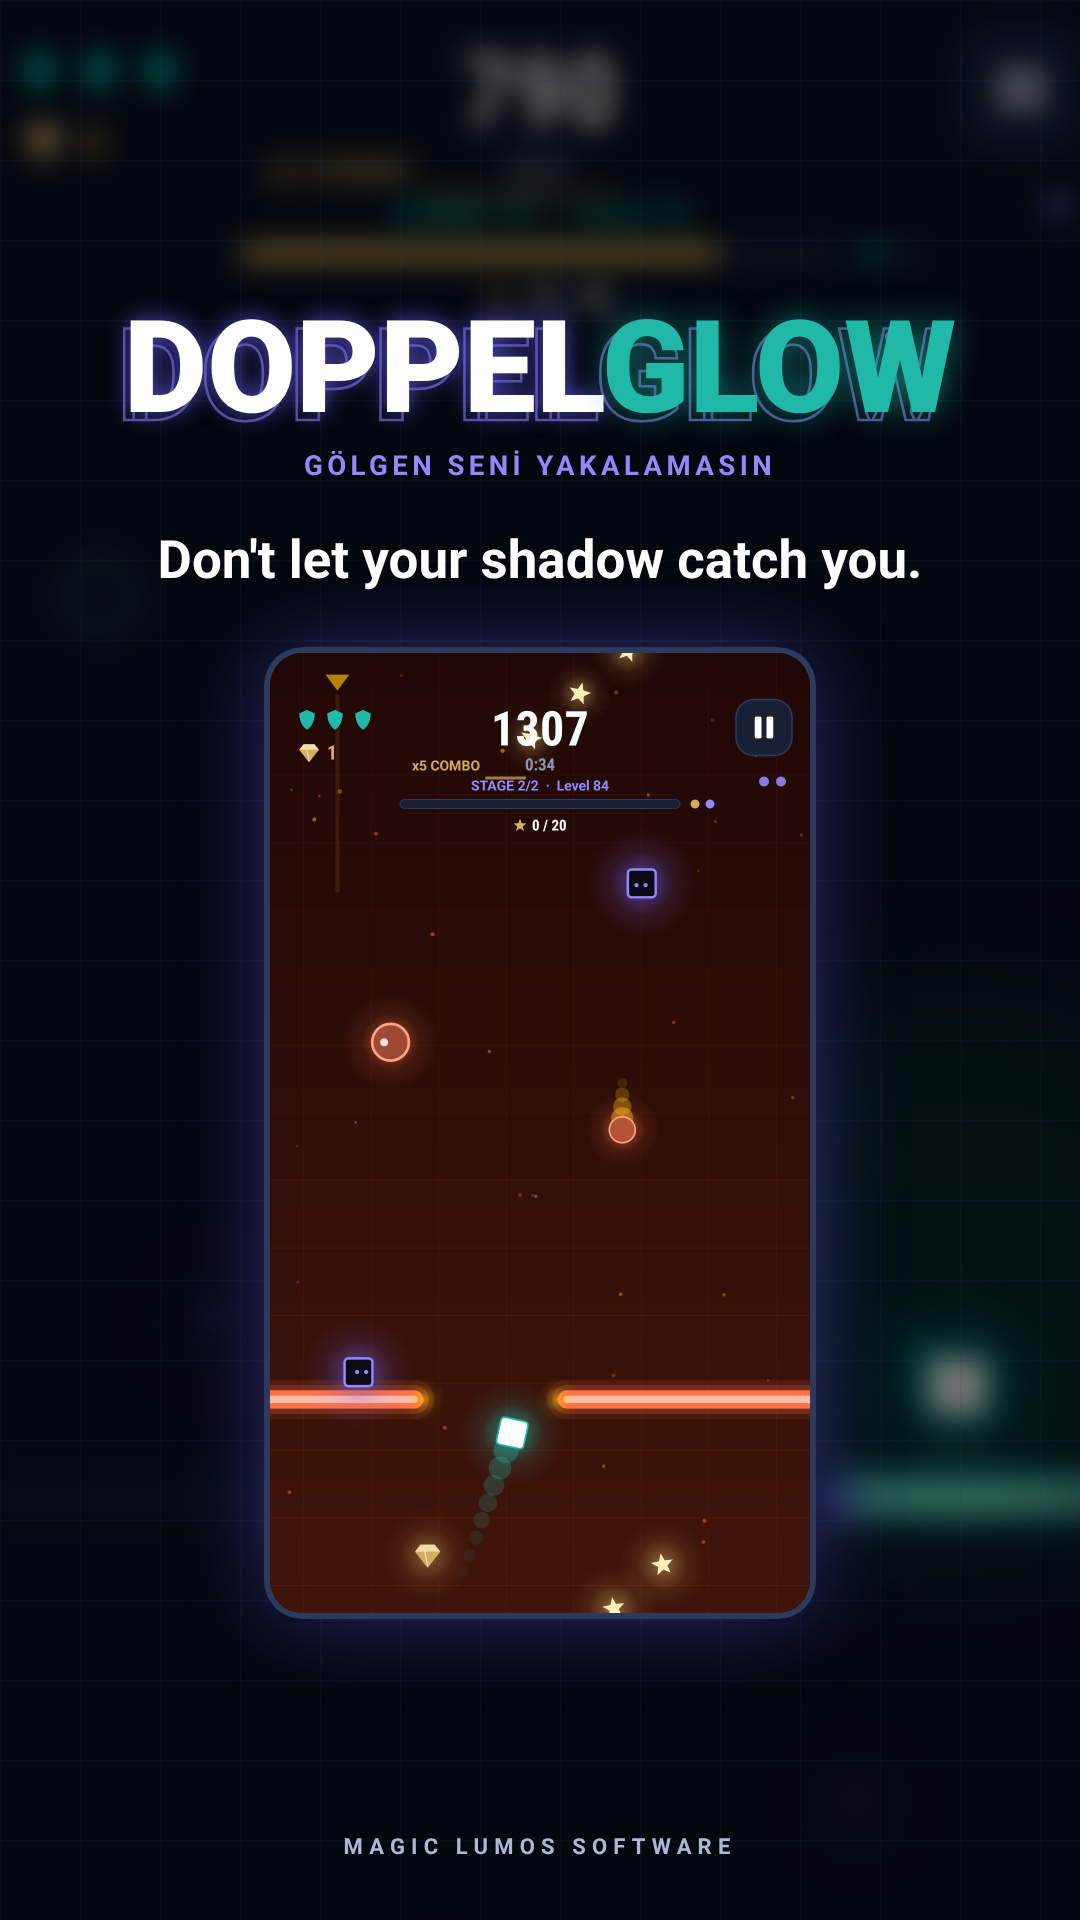 790
DOPPELGLOW
GÖLGEN SENİ YAKALAMASIN
Don't let your shadow catch you.
1307
1
x5 COMBO
0:34
STAGE 2/2 · Level 84
0 / 20
MAGIC LUMOS SOFTWARE